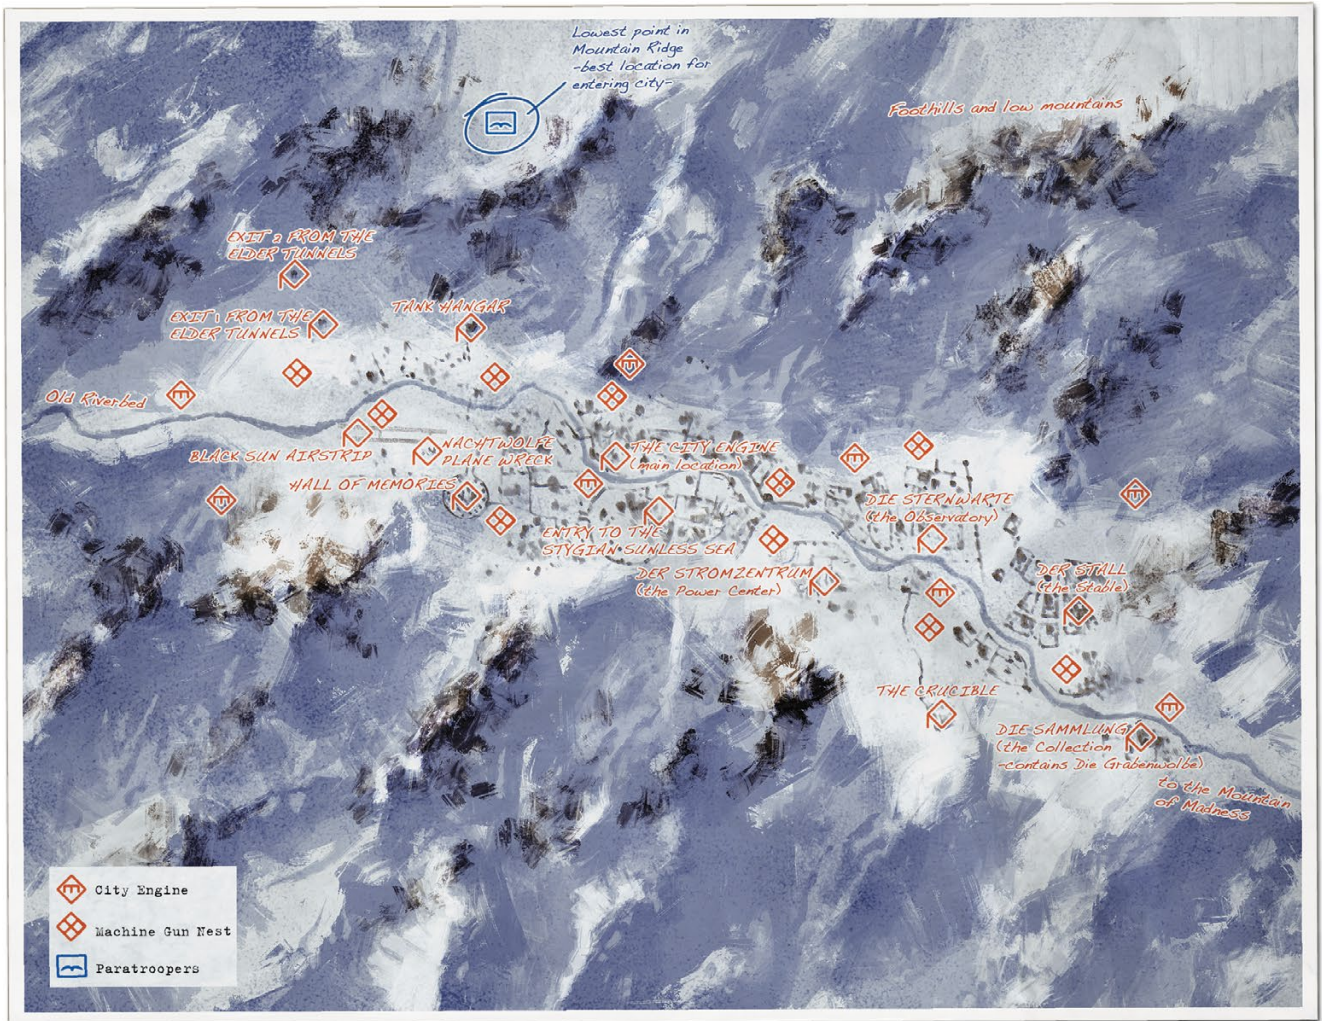 Lowest point in
Mountain Ridge
-best location for
entering city-
Foothills and low mountains
EXIT 2 FROM THE
ELDER TUNNELS
EXIT 1 FROM THE
ELDER TUNNELS
TANK HANGAR
Old Riverbed
BLACK SUN AIRSTRIP
NACHTWOLFE
PLANE WRECK
THE CITY ENGINE
(main location)
HALL OF MEMORIES
DIE STERNWARTE
(the Observatory)
ENTRY TO THE
STYGIAN SUNLESS SEA
DER STROMZENTRUM
(the Power Center)
DER STALL
(the Stable)
THE CRUCIBLE
DIE SAMMLUNG
(the Collection
-contains Die Grabenwolbe)
to the Mountain
of Madness
City Engine
Machine Gun Nest
Paratroopers